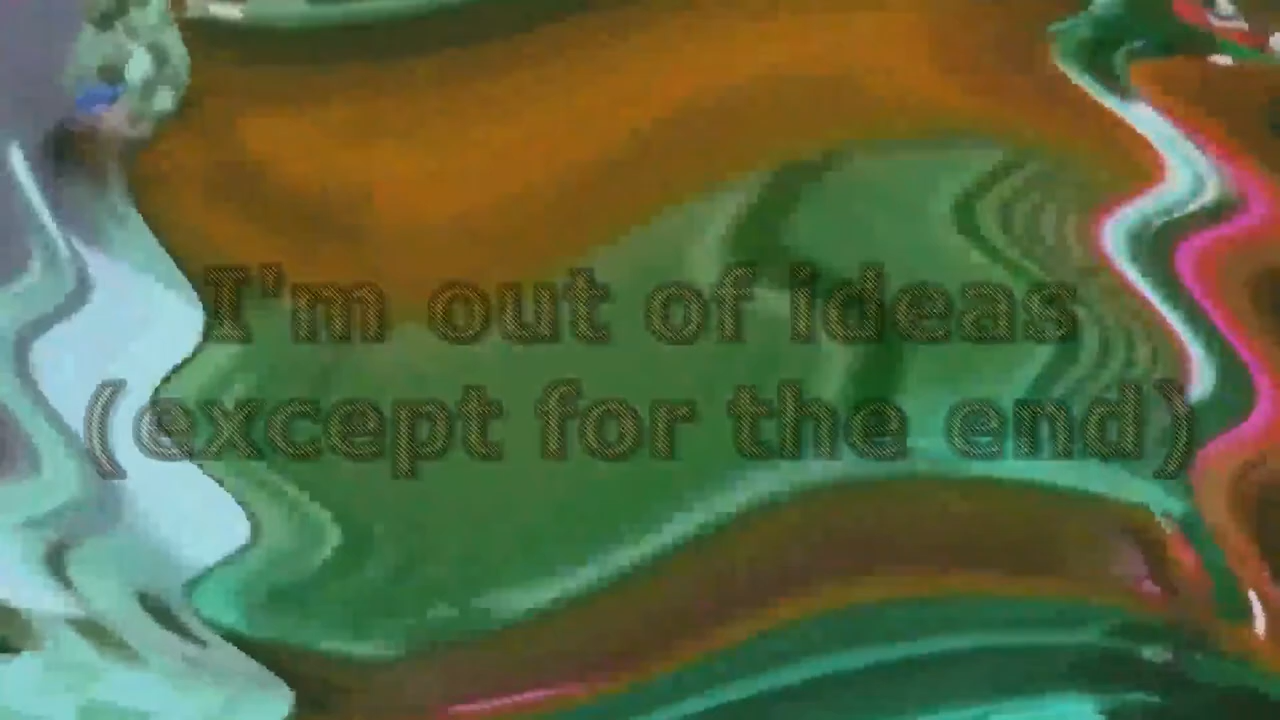 I'm out of ideas
(except for the end)